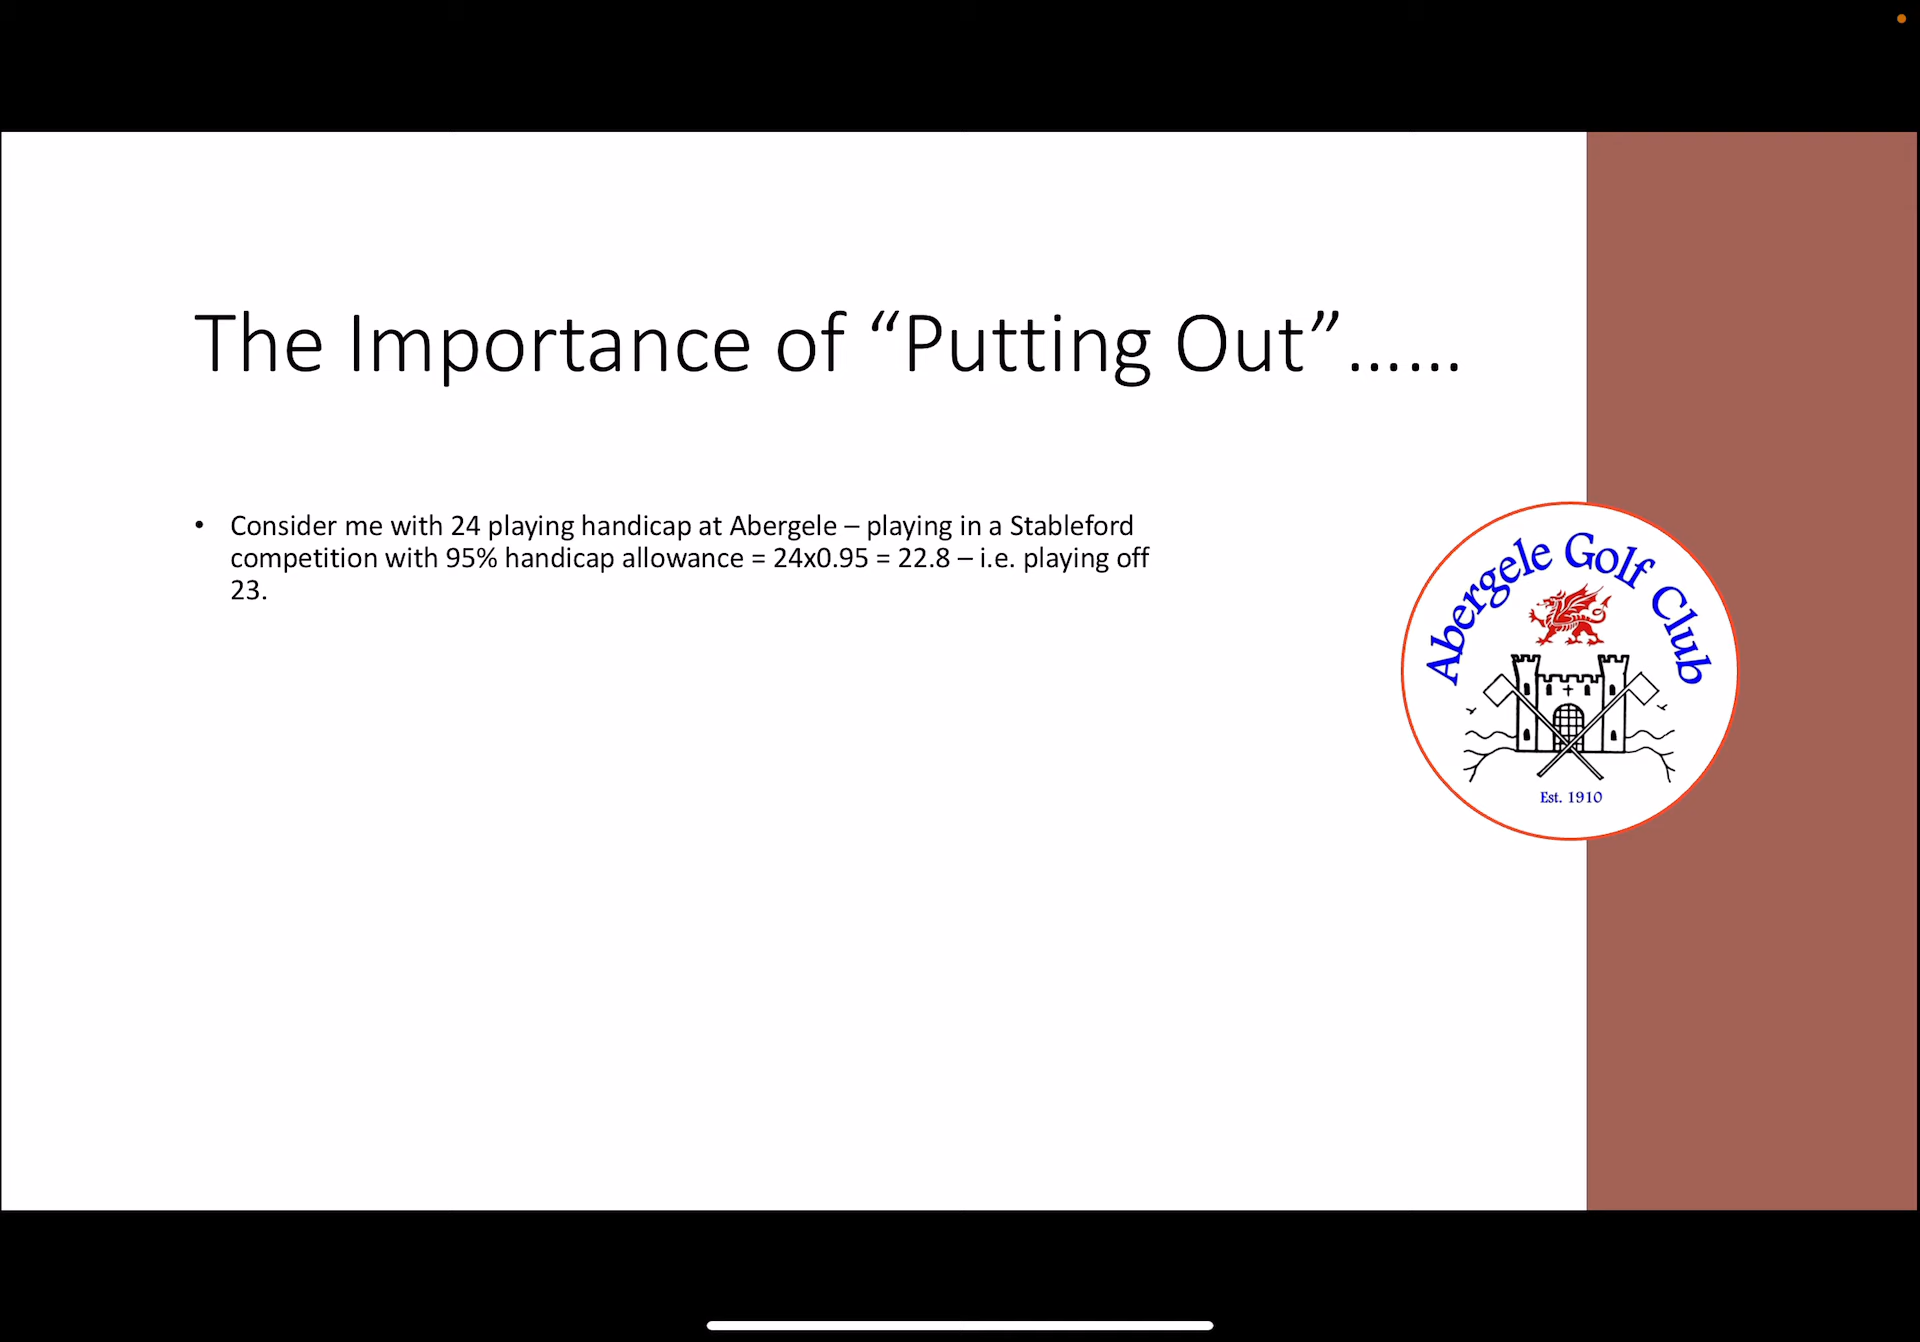 The Importance of “Putting Out”……
• Consider me with 24 playing handicap at Abergele – playing in a Stableford
competition with 95% handicap allowance = 24x0.95 = 22.8 – i.e. playing off
23.
Abergele Golf Club
Est. 1910